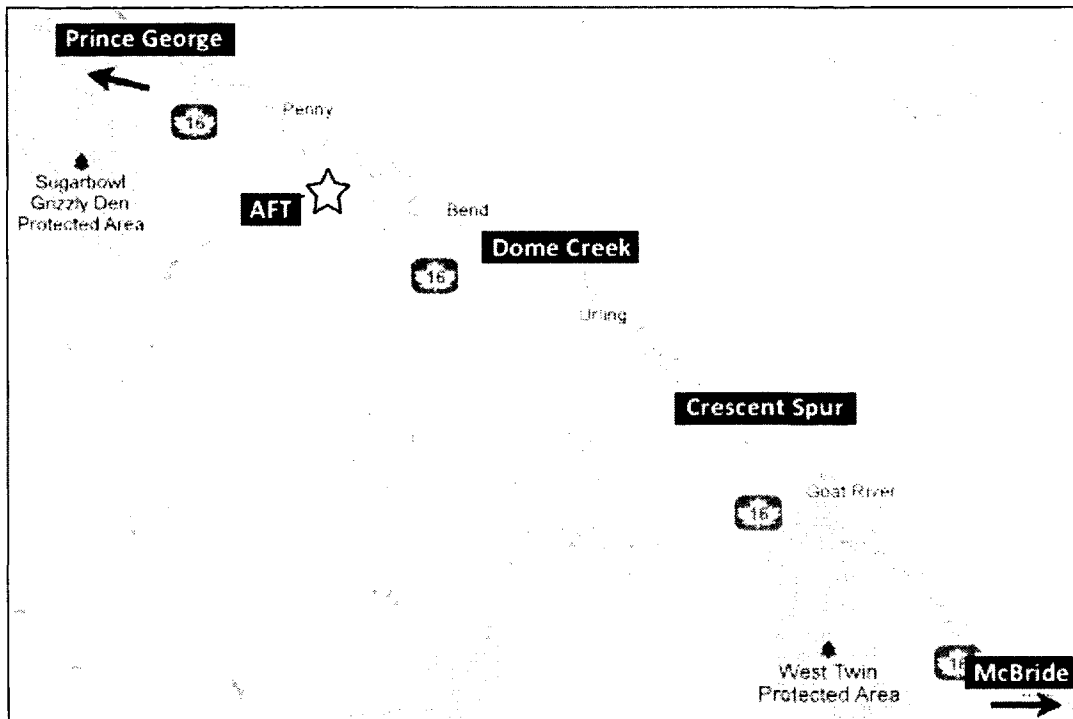 Prince George
16
Penny
Sugarbowl
Grizzly Den
Protected Area
AFT
Bend
Dome Creek
16
Urling
Crescent Spur
Goat River
16
West Twin
Protected Area
16
McBride